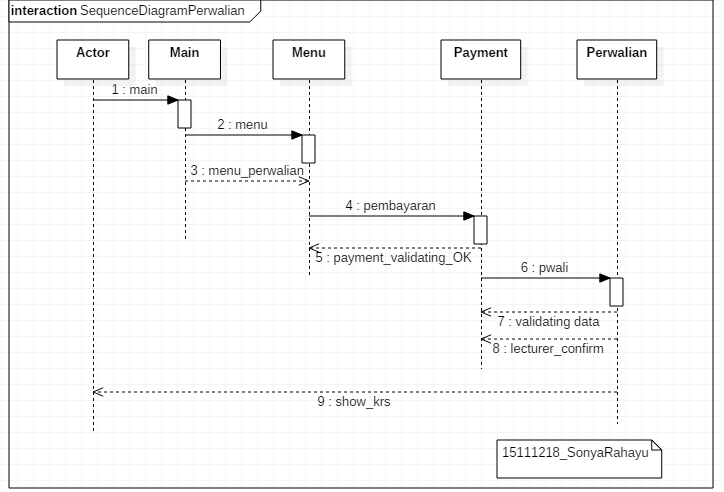 interaction SequenceDiagramPerwalian
Actor
Main
Menu
Payment
Perwalian
1 : main
2 : menu
3 : menu_perwalian
4 : pembayaran
5 : payment_validating_OK
6 : pwali
7 : validating data
8 : lecturer_confirm
9 : show_krs
15111218_SonyaRahayu